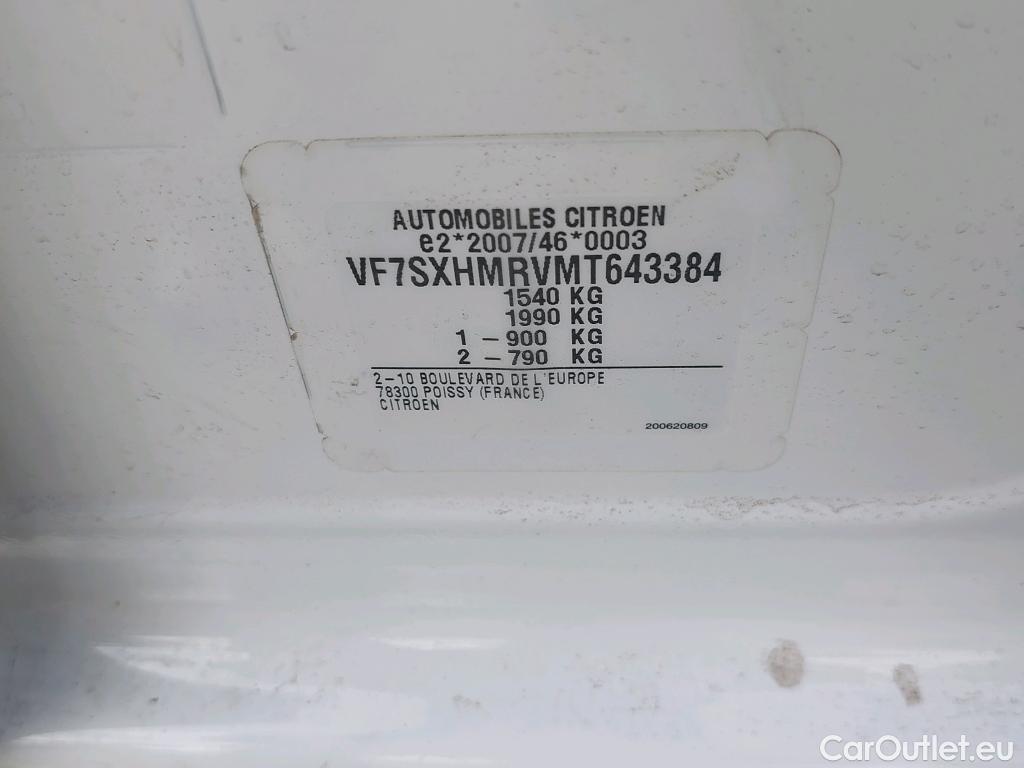 AUTOMOBILES CITROEN
e2*2007/46*0003
VF7SXHMRVMT643384
1540 KG
1990 KG
1 – 900 KG
2 – 790 KG
2–10 BOULEVARD DE L'EUROPE
78300 POISSY (FRANCE)
CITROEN
200620809
CarOutlet.eu